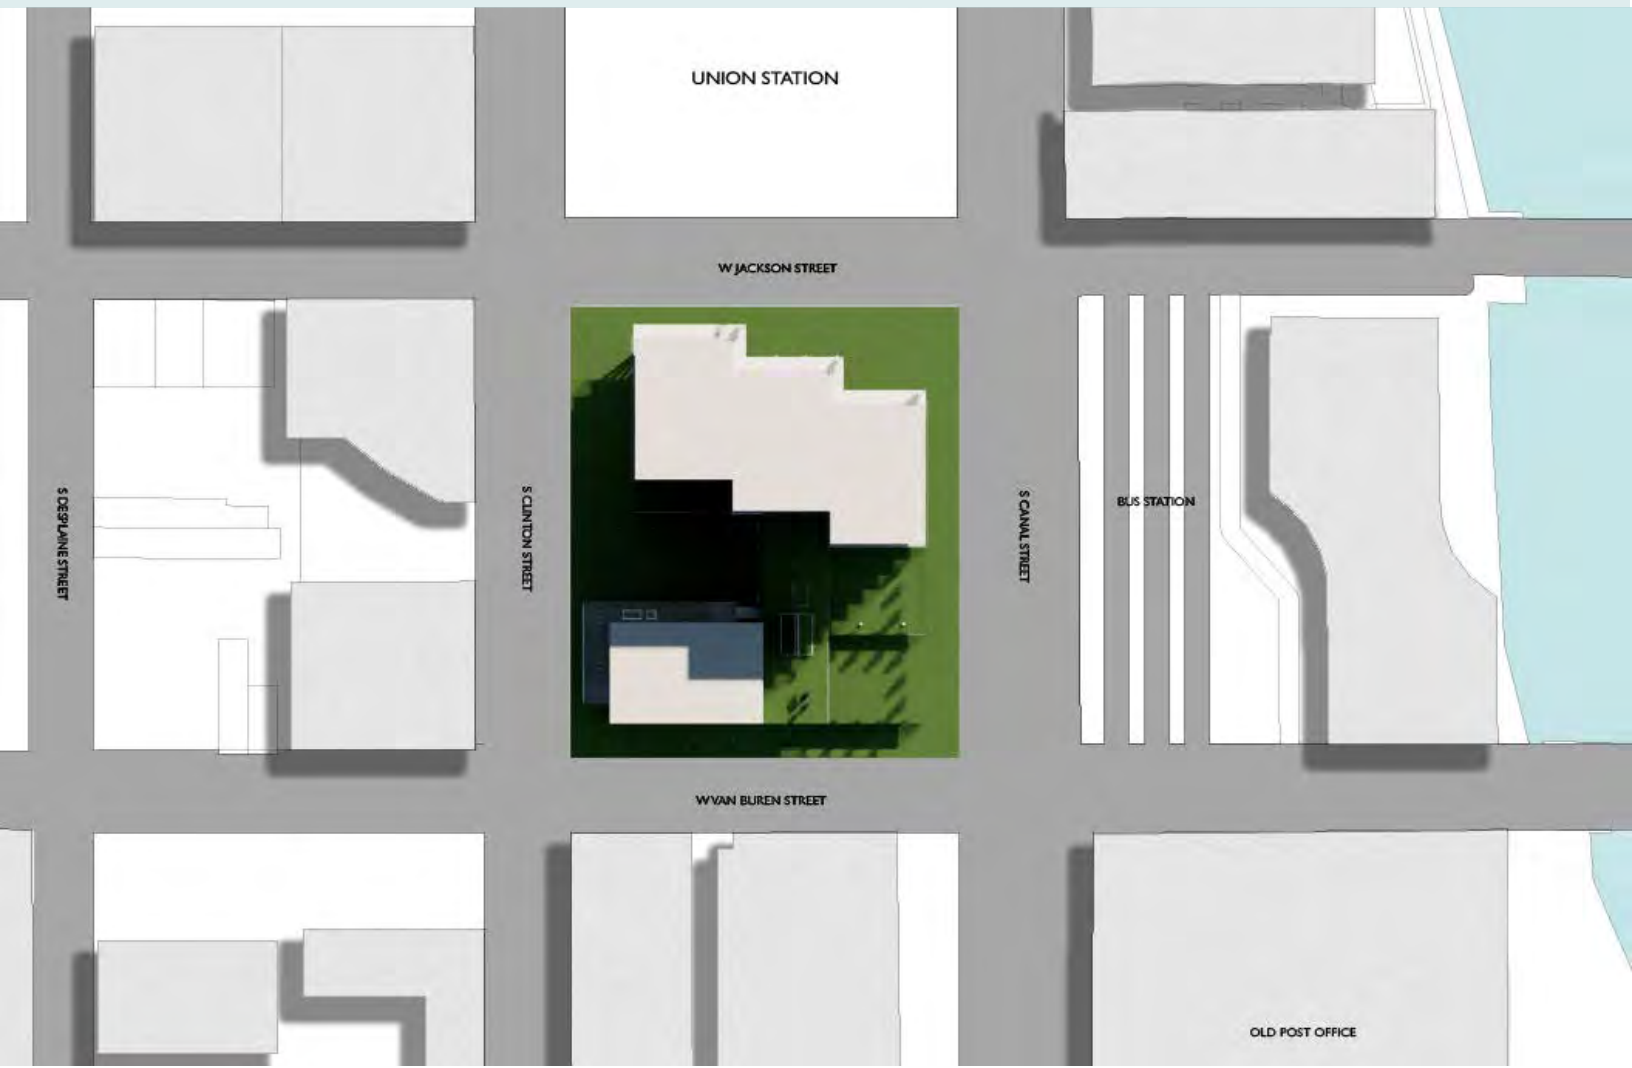 UNION STATION
W JACKSON STREET
S DESPLAINE STREET
S CLINTON STREET
S CANAL STREET
BUS STATION
W VAN BUREN STREET
OLD POST OFFICE